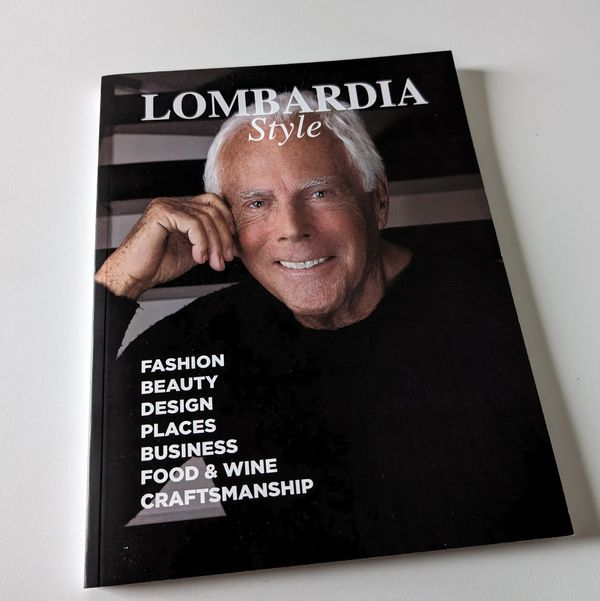 LOMBARDIA
Style
FASHION
BEAUTY
DESIGN
PLACES
BUSINESS
FOOD & WINE
CRAFTSMANSHIP